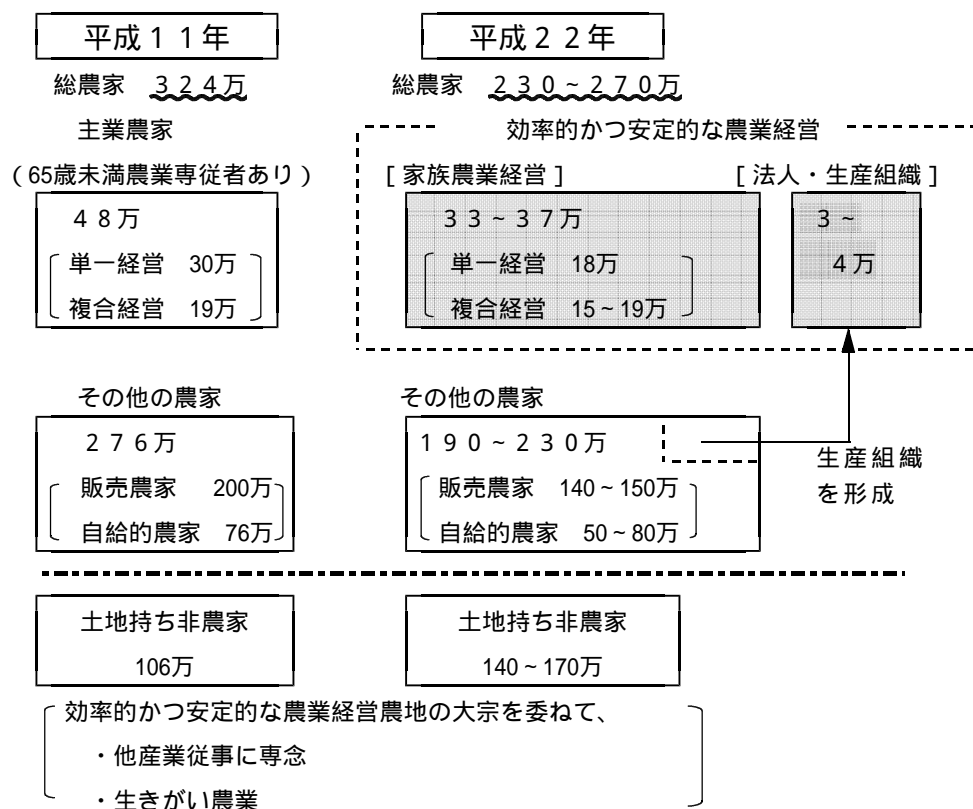 平成１１年
平成２２年
総農家 ３２４万
総農家 ２３０~２７０万
主業農家
(65歳未満農業専従者あり)
４８万
単一経営 30万
複合経営 19万
効率的かつ安定的な農業経営
[家族農業経営]
[法人・生産組織]
３３~３７万
単一経営 18万
複合経営 15~19万
３~
４万
その他の農家
２７６万
販売農家 200万
自給的農家 76万
その他の農家
１９０~２３０万
販売農家 140~150万
自給的農家 50~80万
生産組織
を形成
土地持ち非農家
106万
土地持ち非農家
140~170万
効率的かつ安定的な農業経営農地の大宗を委ねて、
・他産業従事に専念
・生きがい農業